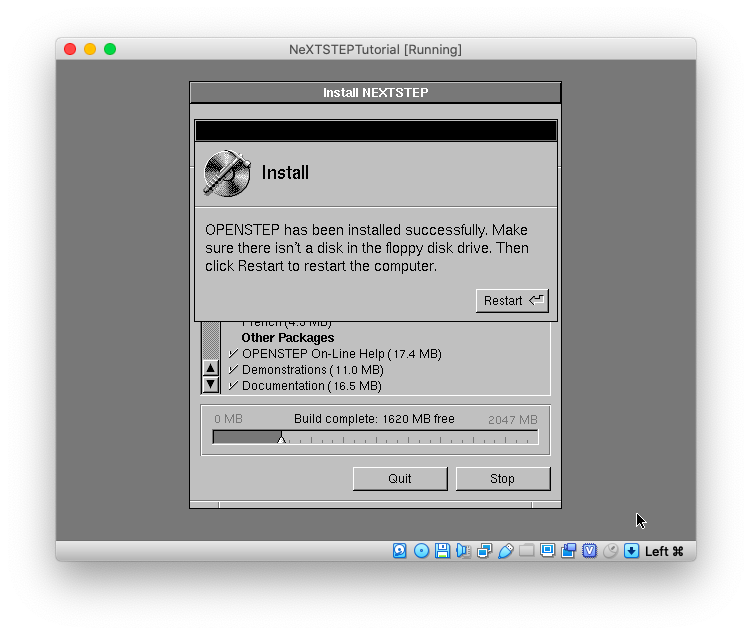 NeXTSTEPTutorial [Running]
Install NEXTSTEP
Install
OPENSTEP has been installed successfully. Make
sure there isn't a disk in the floppy disk drive. Then
click Restart to restart the computer.
Restart
French (4.5 MB)
Other Packages
OPENSTEP On-Line Help (17.4 MB)
Demonstrations (11.0 MB)
Documentation (16.5 MB)
0 MB Build complete: 1620 MB free 2047 MB
Quit Stop
Left ⌘